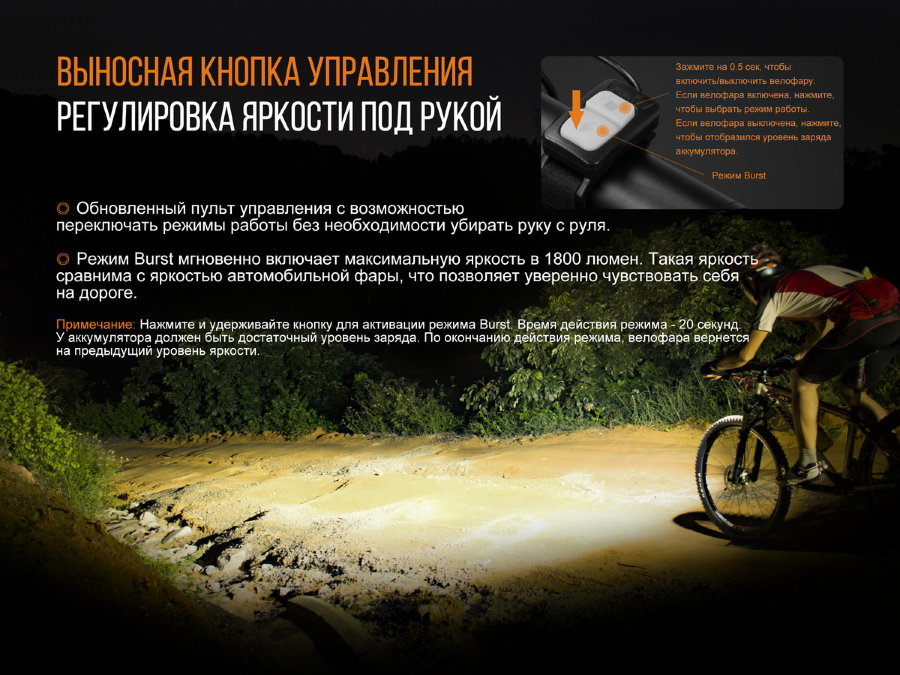 ВЫНОСНАЯ КНОПКА УПРАВЛЕНИЯ
РЕГУЛИРОВКА ЯРКОСТИ ПОД РУКОЙ
Зажмите на 0.5 сек, чтобы
включить/выключить велофару.
Если велофара включена, нажмите,
чтобы выбрать режим работы.
Если велофара выключена, нажмите,
чтобы отобразился уровень заряда
аккумулятора.
Режим Burst
Обновленный пульт управления с возможностью
переключать режимы работы без необходимости убирать руку с руля.
Режим Burst мгновенно включает максимальную яркость в 1800 люмен. Такая яркость
сравнима с яркостью автомобильной фары, что позволяет уверенно чувствовать себя
на дороге.
Примечание: Нажмите и удерживайте кнопку для активации режима Burst. Время действия режима - 20 секунд.
У аккумулятора должен быть достаточный уровень заряда. По окончанию действия режима, велофара вернется
на предыдущий уровень яркости.